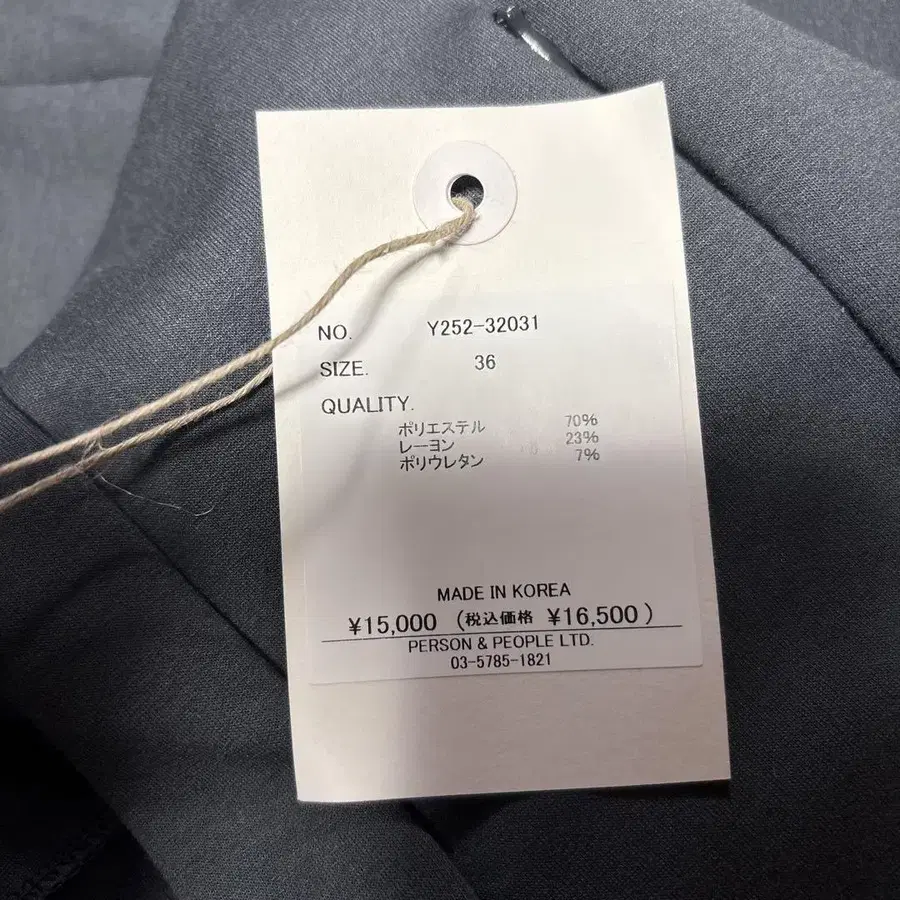 NO. Y252-32031
SIZE. 36
QUALITY.
ポリエステル 70%
レーヨン 23%
ポリウレタン 7%
MADE IN KOREA
¥15,000 (税込価格 ¥16,500)
PERSON & PEOPLE LTD.
03-5785-1821